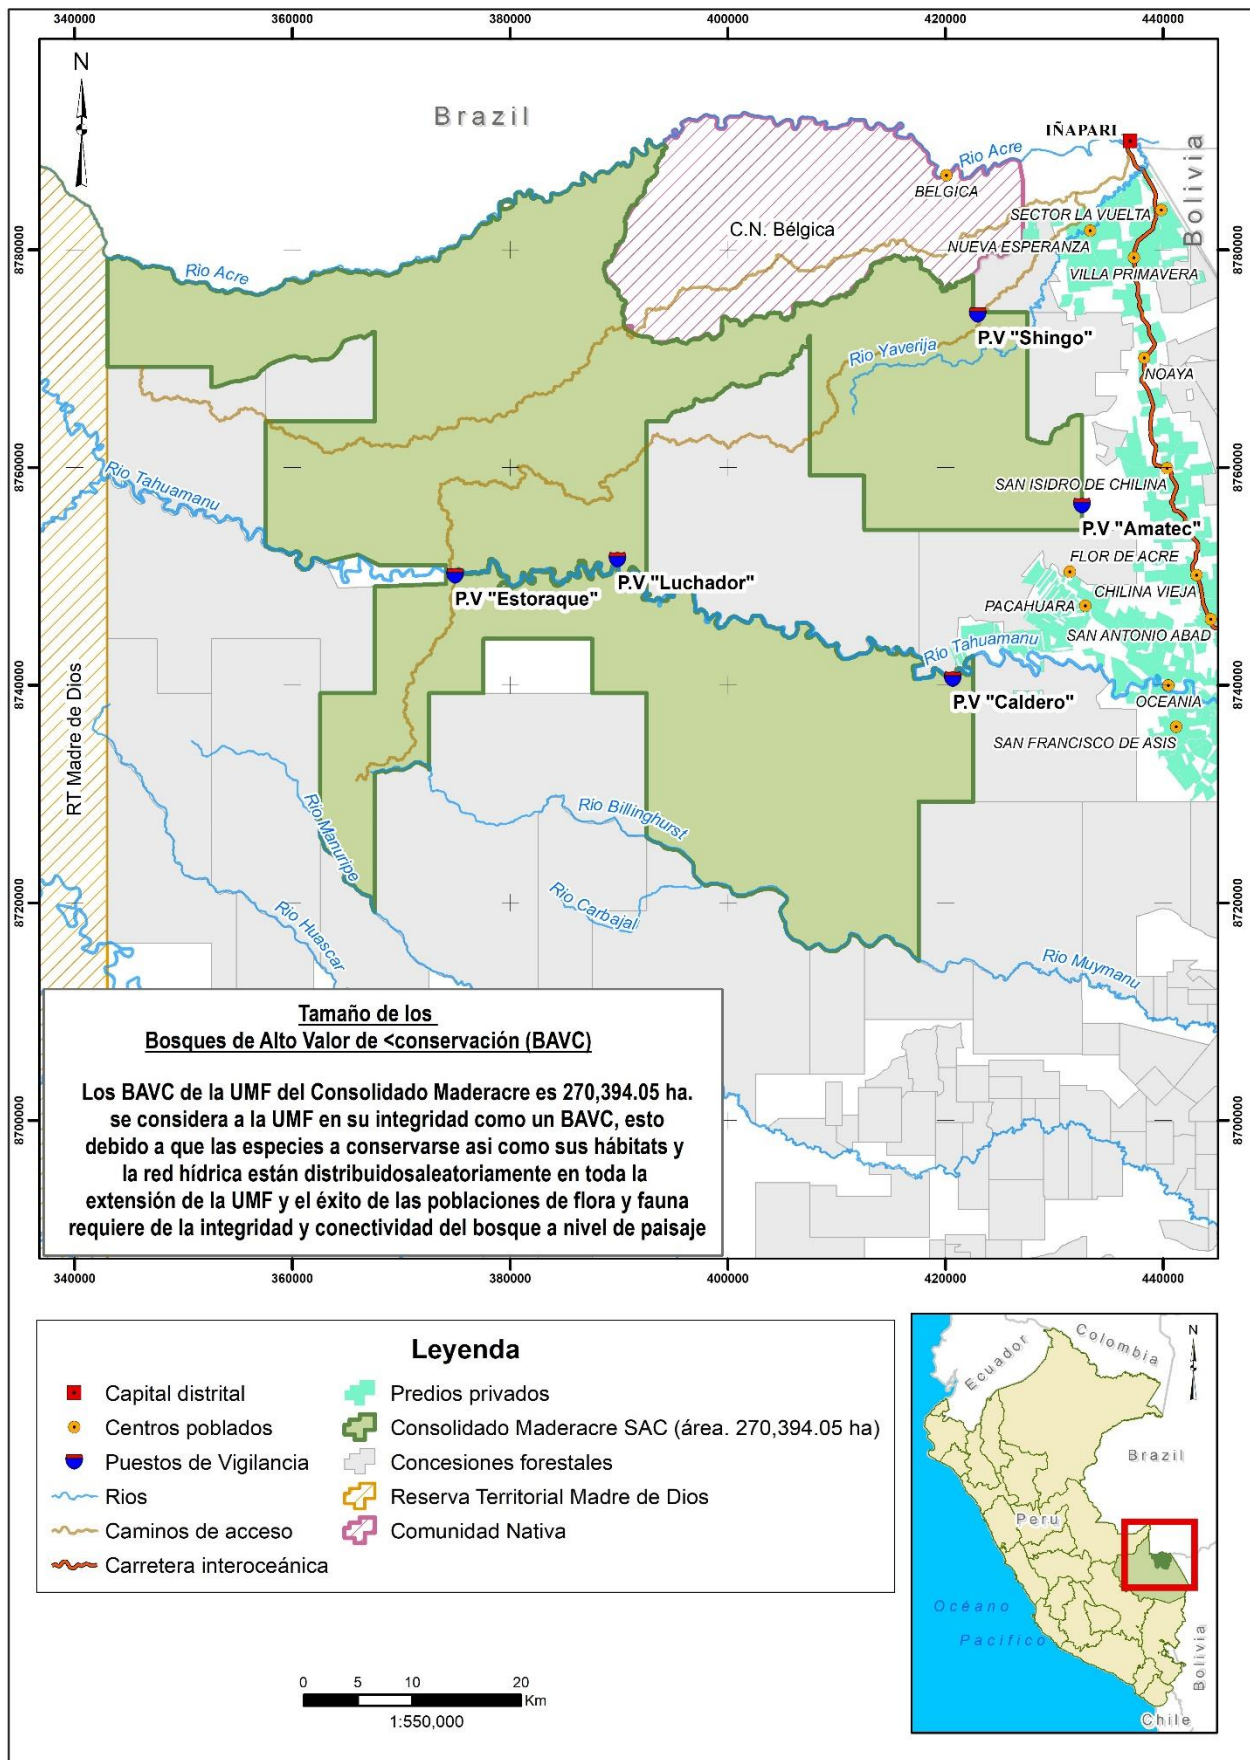 340000
360000
380000
400000
420000
440000
N
Brazil
IÑAPARI
Bolivia
Rio Acre
BELGICA
SECTOR LA VUELTA
C.N. Bélgica
NUEVA ESPERANZA
8780000
8780000
VILLA PRIMAVERA
Rio Acre
P.V "Shingo"
Rio Yaverija
NOAYA
8760000
8760000
Rio Tahuamanu
SAN ISIDRO DE CHILINA
P.V "Amatec"
FLOR DE ACRE
P.V "Luchador"
CHILINA VIEJA
P.V "Estoraque"
PACAHUARA
SAN ANTONIO ABAD
Rio Tahuamanu
8740000
8740000
P.V "Caldero"
OCEANIA
RT Madre de Dios
SAN FRANCISCO DE ASIS
Rio Manuripe
Rio Billinghurst
8720000
8720000
Rio Carbajal
Rio Huascar
Rio Muymanu
Tamaño de los
Bosques de Alto Valor de <conservación (BAVC)
Los BAVC de la UMF del Consolidado Maderacre es 270,394.05 ha.
se considera a la UMF en su integridad como un BAVC, esto
debido a que las especies a conservarse asi como sus hábitats y
la red hídrica están distribuidosaleatoriamente en toda la
extensión de la UMF y el éxito de las poblaciones de flora y fauna
requiere de la integridad y conectividad del bosque a nivel de paisaje
8700000
8700000
340000
360000
380000
400000
420000
440000
Leyenda
Capital distrital
Centros poblados
Puestos de Vigilancia
Rios
Caminos de acceso
Carretera interoceánica
Predios privados
Consolidado Maderacre SAC (área. 270,394.05 ha)
Concesiones forestales
Reserva Territorial Madre de Dios
Comunidad Nativa
0 5 10 20
Km
1:550,000
N
Ecuador
Colombia
Brazil
Peru
Océano
Pacífico
Bolivia
Chile